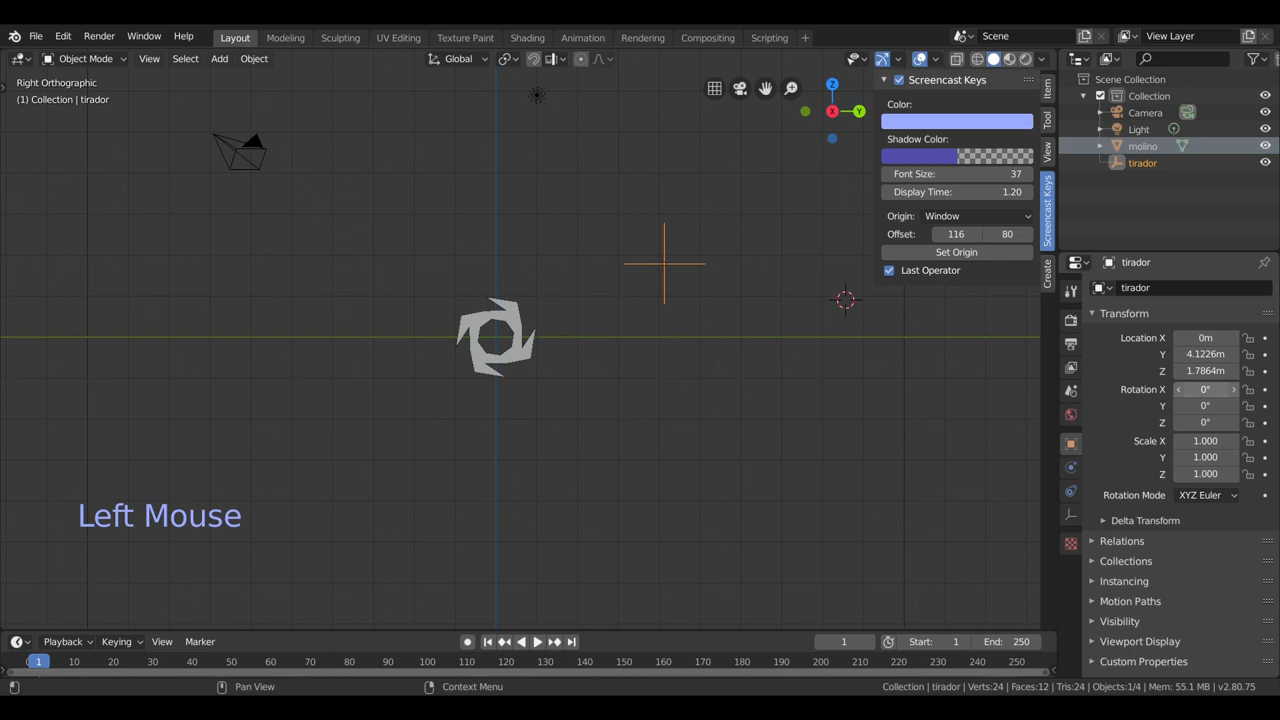 File Edit Render Window Help Layout Modeling Sculpting UV Editing Texture Paint Shading Animation Rendering Compositing Scripting + Scene View Layer
Object Mode View Select Add Object Global
Right Orthographic
(1) Collection | tirador
Z
X
Y
Screencast Keys
Color:
Shadow Color:
Font Size: 37
Display Time: 1.20
Origin: Window
Offset: 116 80
Set Origin
Last Operator
Item
Tool
View
Screencast Keys
Create
Scene Collection
Collection
Camera
Light
molino
tirador
tirador
tirador
Transform
Location X 0m
Y 4.1226m
Z 1.7864m
Rotation X 0°
Y 0°
Z 0°
Scale X 1.000
Y 1.000
Z 1.000
Rotation Mode XYZ Euler
Delta Transform
Relations
Collections
Instancing
Motion Paths
Visibility
Viewport Display
Custom Properties
Left Mouse
Playback Keying View Marker 1 Start: 1 End: 250
0 1 10 20 30 40 50 60 70 80 90 100 110 120 130 140 150 160 170 180 190 200 210 220 230 240 250
Pan View Context Menu Collection | tirador | Verts:24 | Faces:12 | Tris:24 | Objects:1/4 | Mem: 55.1 MB | v2.80.75